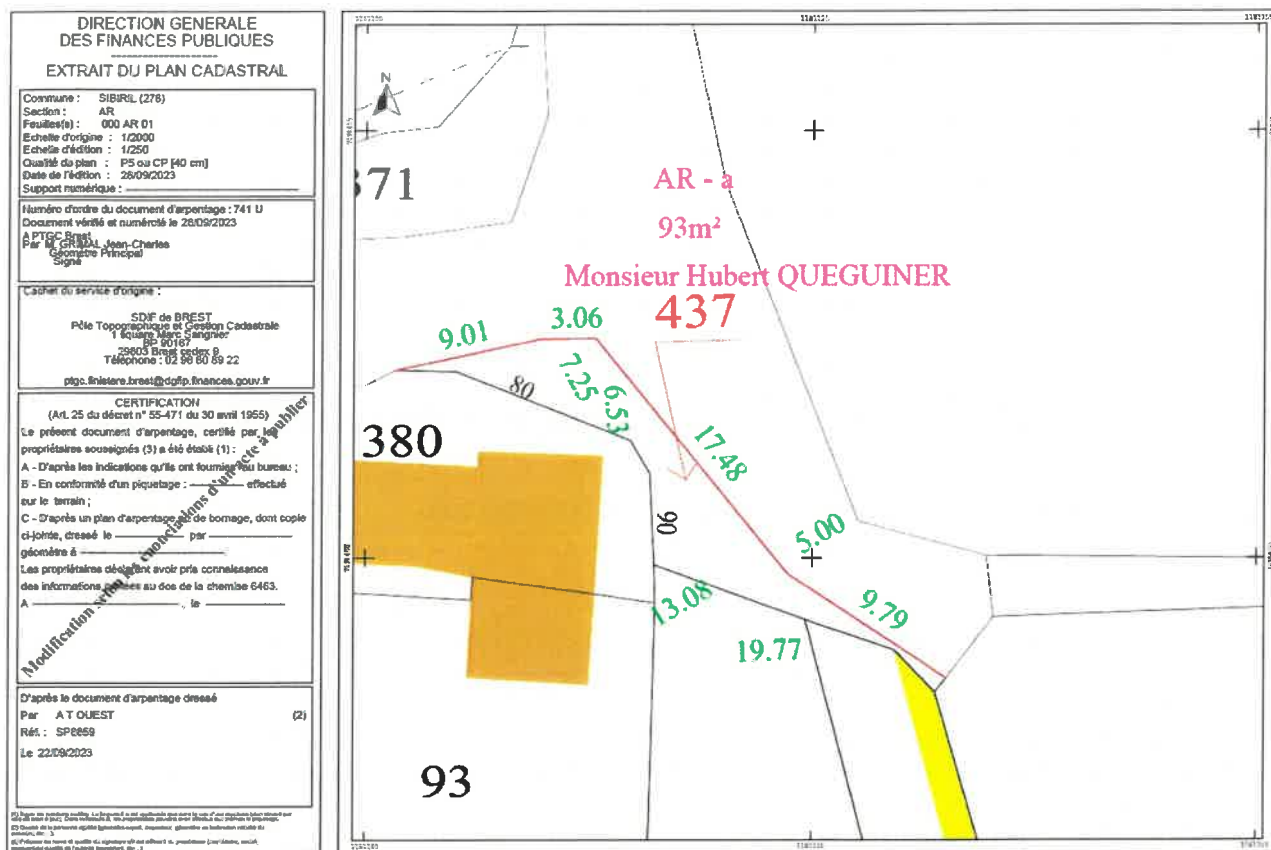 DIRECTION GENERALE
DES FINANCES PUBLIQUES
-------------------
EXTRAIT DU PLAN CADASTRAL
Commune : SIBIRIL (276)
Section : AR
Feuilles(s) : 000 AR 01
Echelle d'origine : 1/2000
Echelle d'édition : 1/250
Qualité du plan : P5 ou CP [40 cm]
Date de l'édition : 28/09/2023
Support numérique :
Numéro d'ordre du document d'arpentage : 741 U
Document vérifié et numéroté le 28/09/2023
A PTGC Brest
Par M. GRIMAL Jean-Charles
Géomètre Principal
Signé
Cachet du service d'origine :
SDIF de BREST
Pôle Topographique et Gestion Cadastrale
1 square Marc Sangnier
BP 90167
29803 Brest cedex 9
Téléphone : 02 98 80 89 22
ptgc.finistere.brest@dgfip.finances.gouv.fr
CERTIFICATION
(Art. 25 du décret n° 55-471 du 30 avril 1955)
Le présent document d'arpentage, certifié par les
propriétaires soussignés (3) a été établi (1) :
A - D'après les indications qu'ils ont fournies au bureau ;
B - En conformité d'un piquetage : effectué
sur le terrain ;
C - D'après un plan d'arpentage ou de bornage, dont copie
ci-jointe, dressé le par
géomètre à
Les propriétaires déclarent avoir pris connaissance
des informations portées au dos de la chemise 6463.
A , le
Modification selon les énonciations d'un acte à publier
D'après le document d'arpentage dressé
Par A T OUEST (2)
Réf. : SP8859
Le 22/09/2023
N
371
AR - a
93m²
Monsieur Hubert QUEGUINER
437
9.01
3.06
7.25
6.53
80
17.48
380
90
5.00
13.08
9.79
19.77
93